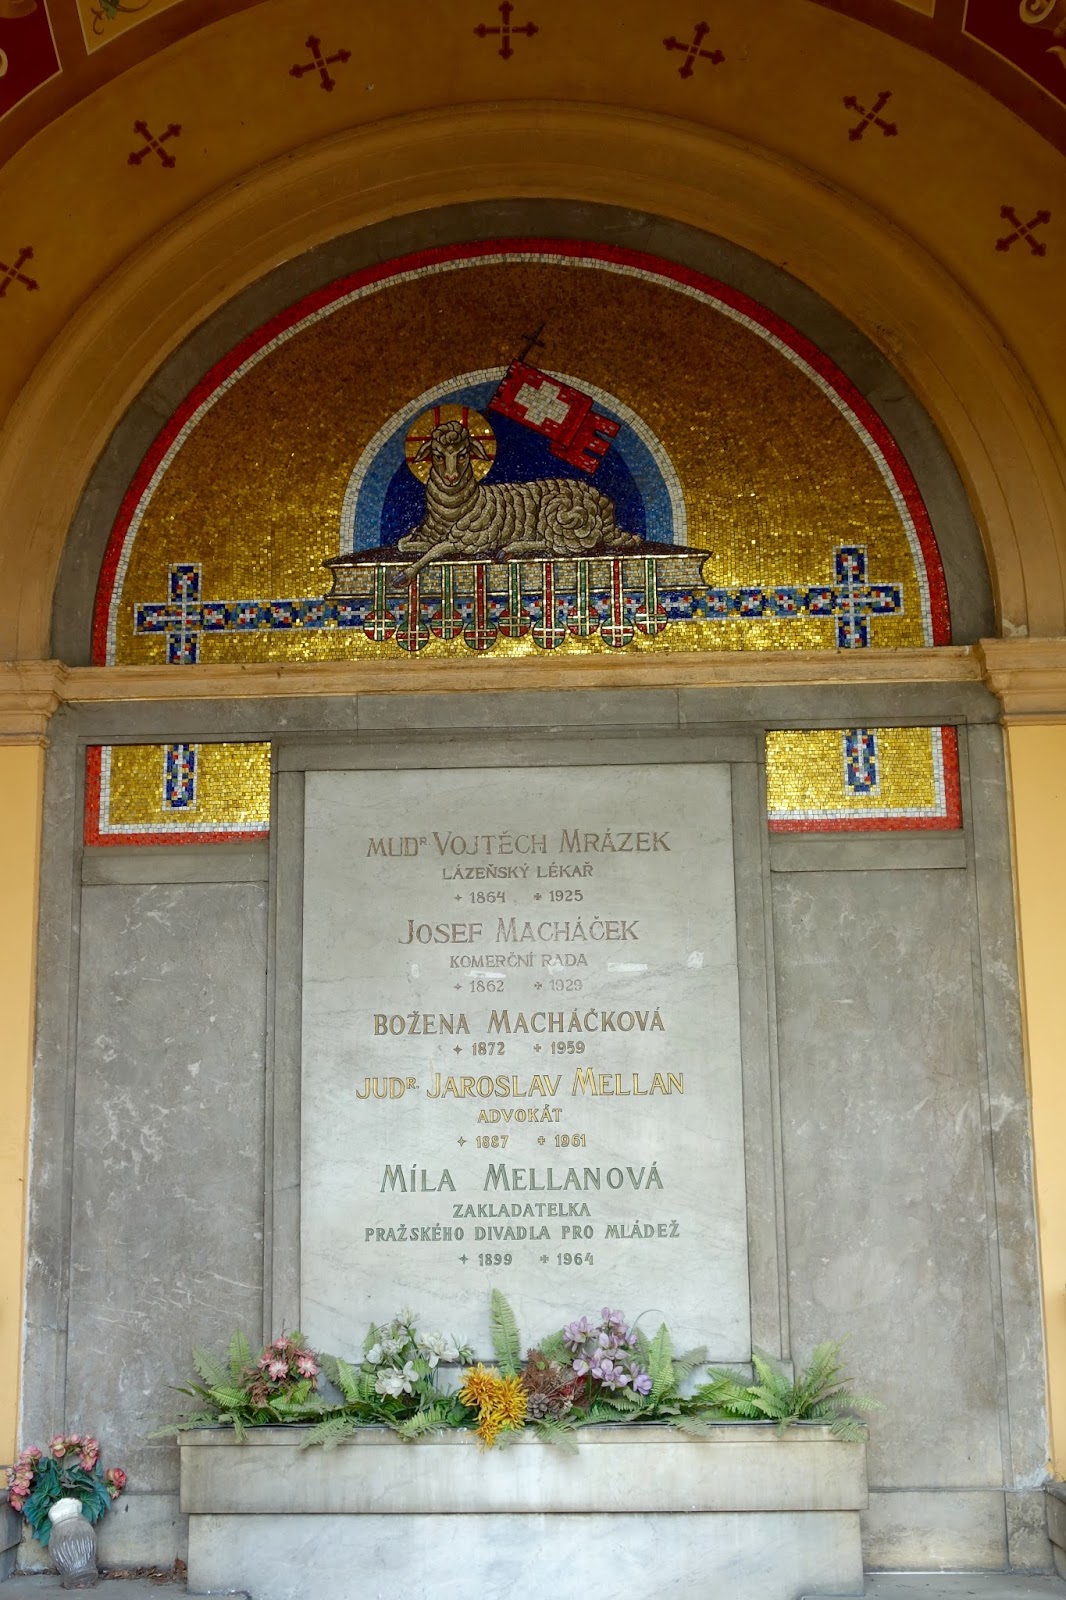 MUDR VOJTĚCH MRÁZEK
LÁZEŇSKÝ LÉKAŘ
1864 1925
JOSEF MACHÁČEK
KOMERČNÍ RADA
1862 1929
BOŽENA MACHÁČKOVÁ
1872 1959
JUDR. JAROSLAV MELLAN
ADVOKÁT
1887 1961
MÍLA MELLANOVÁ
ZAKLADATELKA
PRAŽSKÉHO DIVADLA PRO MLÁDEŽ
1899 1964